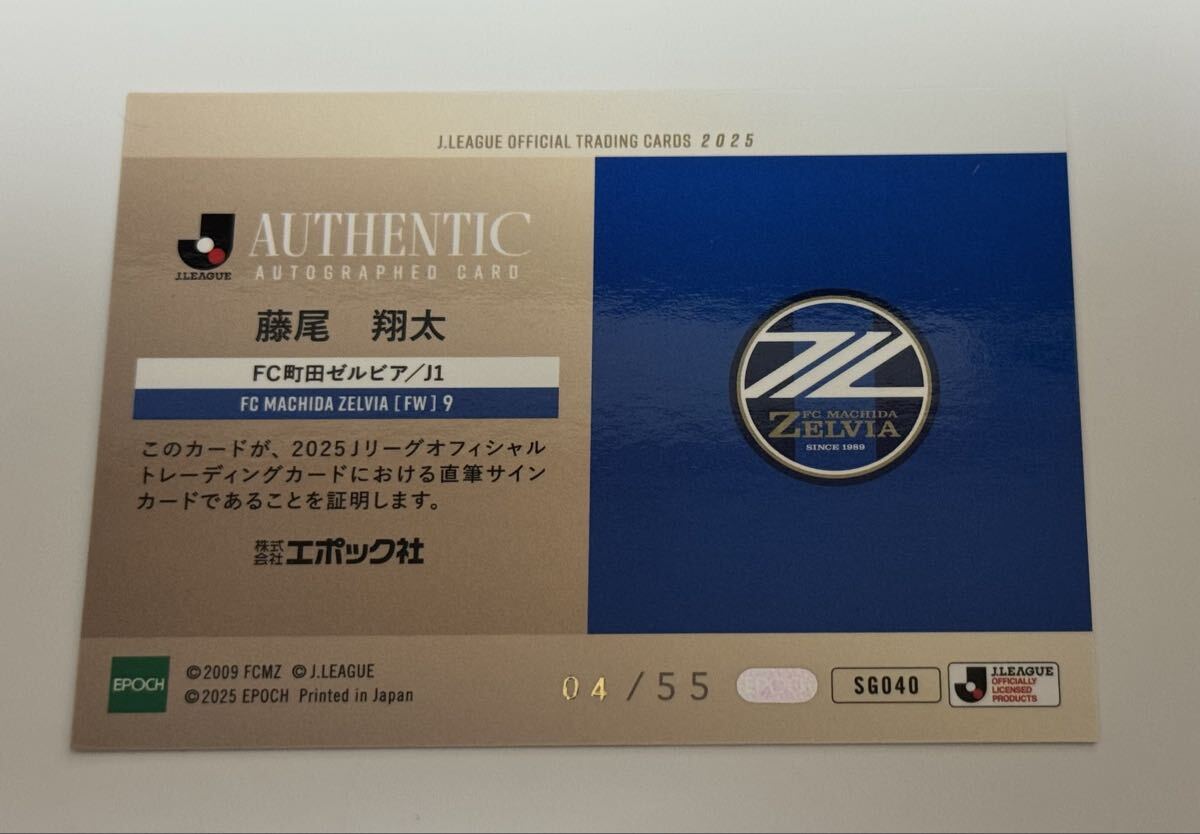 J.LEAGUE OFFICIAL TRADING CARDS 2025
J.LEAGUE
AUTHENTIC
AUTOGRAPHED CARD
藤尾 翔太
FC町田ゼルビア/J1
FC MACHIDA ZELVIA [FW] 9
このカードが、2025Jリーグオフィシャル
トレーディングカードにおける直筆サイン
カードであることを証明します。
株式会社エポック社
FC MACHIDA
ZELVIA
SINCE 1989
EPOCH
©2009 FCMZ ©J.LEAGUE
©2025 EPOCH Printed in Japan
04/55
SG040
J.LEAGUE
OFFICIALLY
LICENSED
PRODUCTS